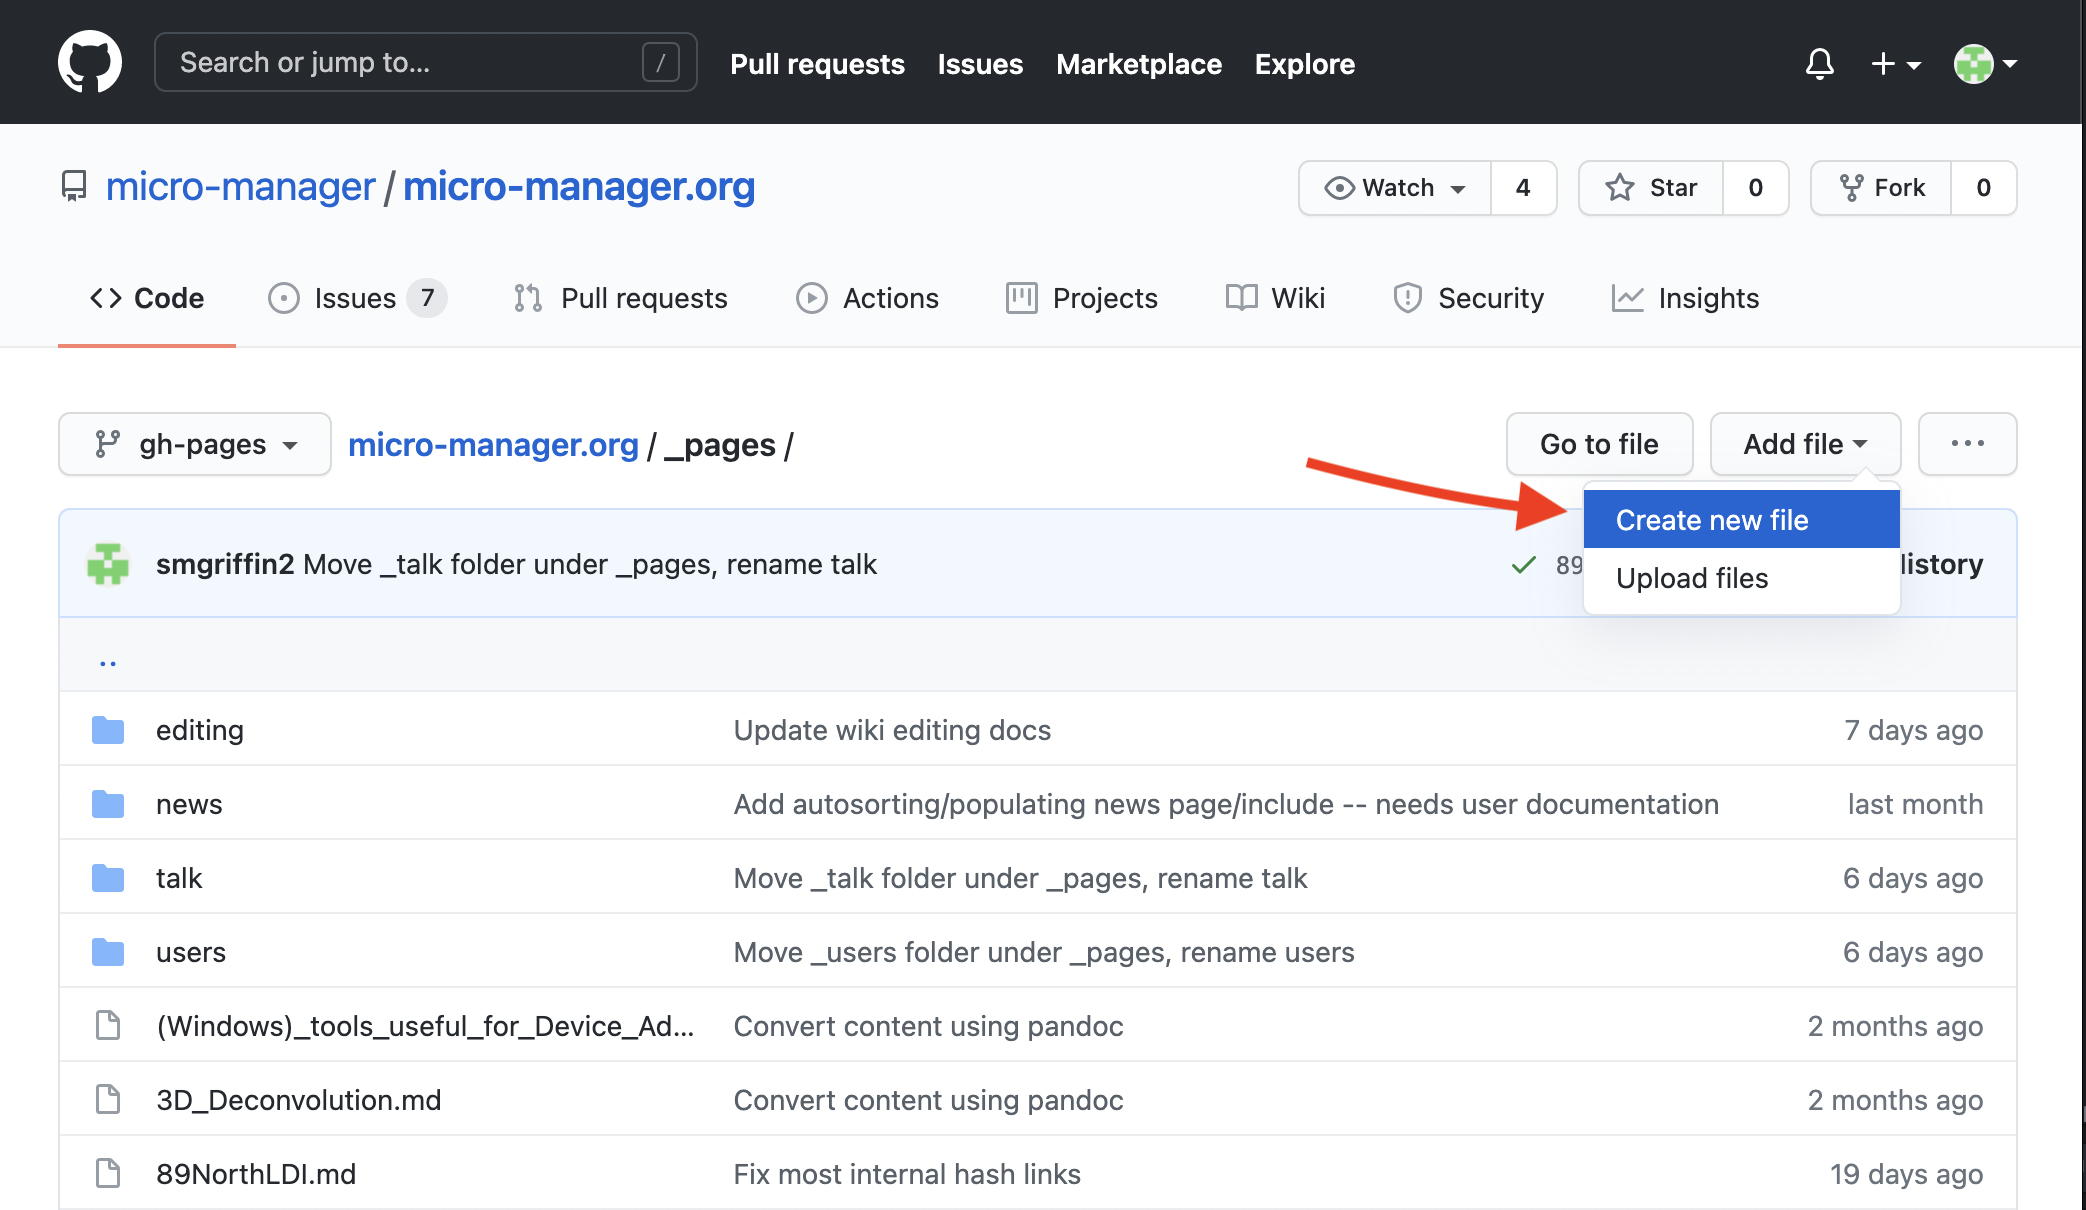 Search or jump to... / Pull requests Issues Marketplace Explore
micro-manager / micro-manager.org Watch 4 Star 0 Fork 0
Code Issues 7 Pull requests Actions Projects Wiki Security Insights
gh-pages micro-manager.org / _pages / Go to file Add file ...
Create new file
smgriffin2 Move _talk folder under _pages, rename talk 89 istory
Upload files
..
editing Update wiki editing docs 7 days ago
news Add autosorting/populating news page/include -- needs user documentation last month
talk Move _talk folder under _pages, rename talk 6 days ago
users Move _users folder under _pages, rename users 6 days ago
(Windows)_tools_useful_for_Device_Ad... Convert content using pandoc 2 months ago
3D_Deconvolution.md Convert content using pandoc 2 months ago
89NorthLDI.md Fix most internal hash links 19 days ago